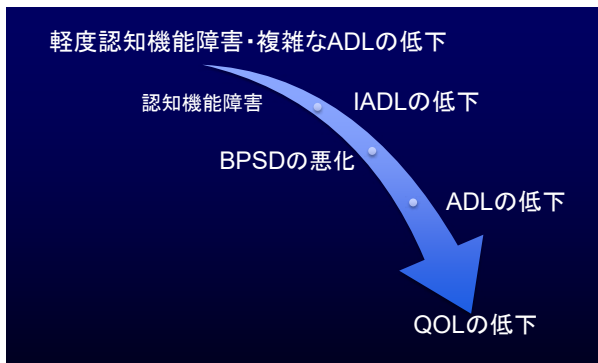 軽度認知機能障害・複雑なADLの低下
認知機能障害
IADLの低下
BPSDの悪化
ADLの低下
QOLの低下